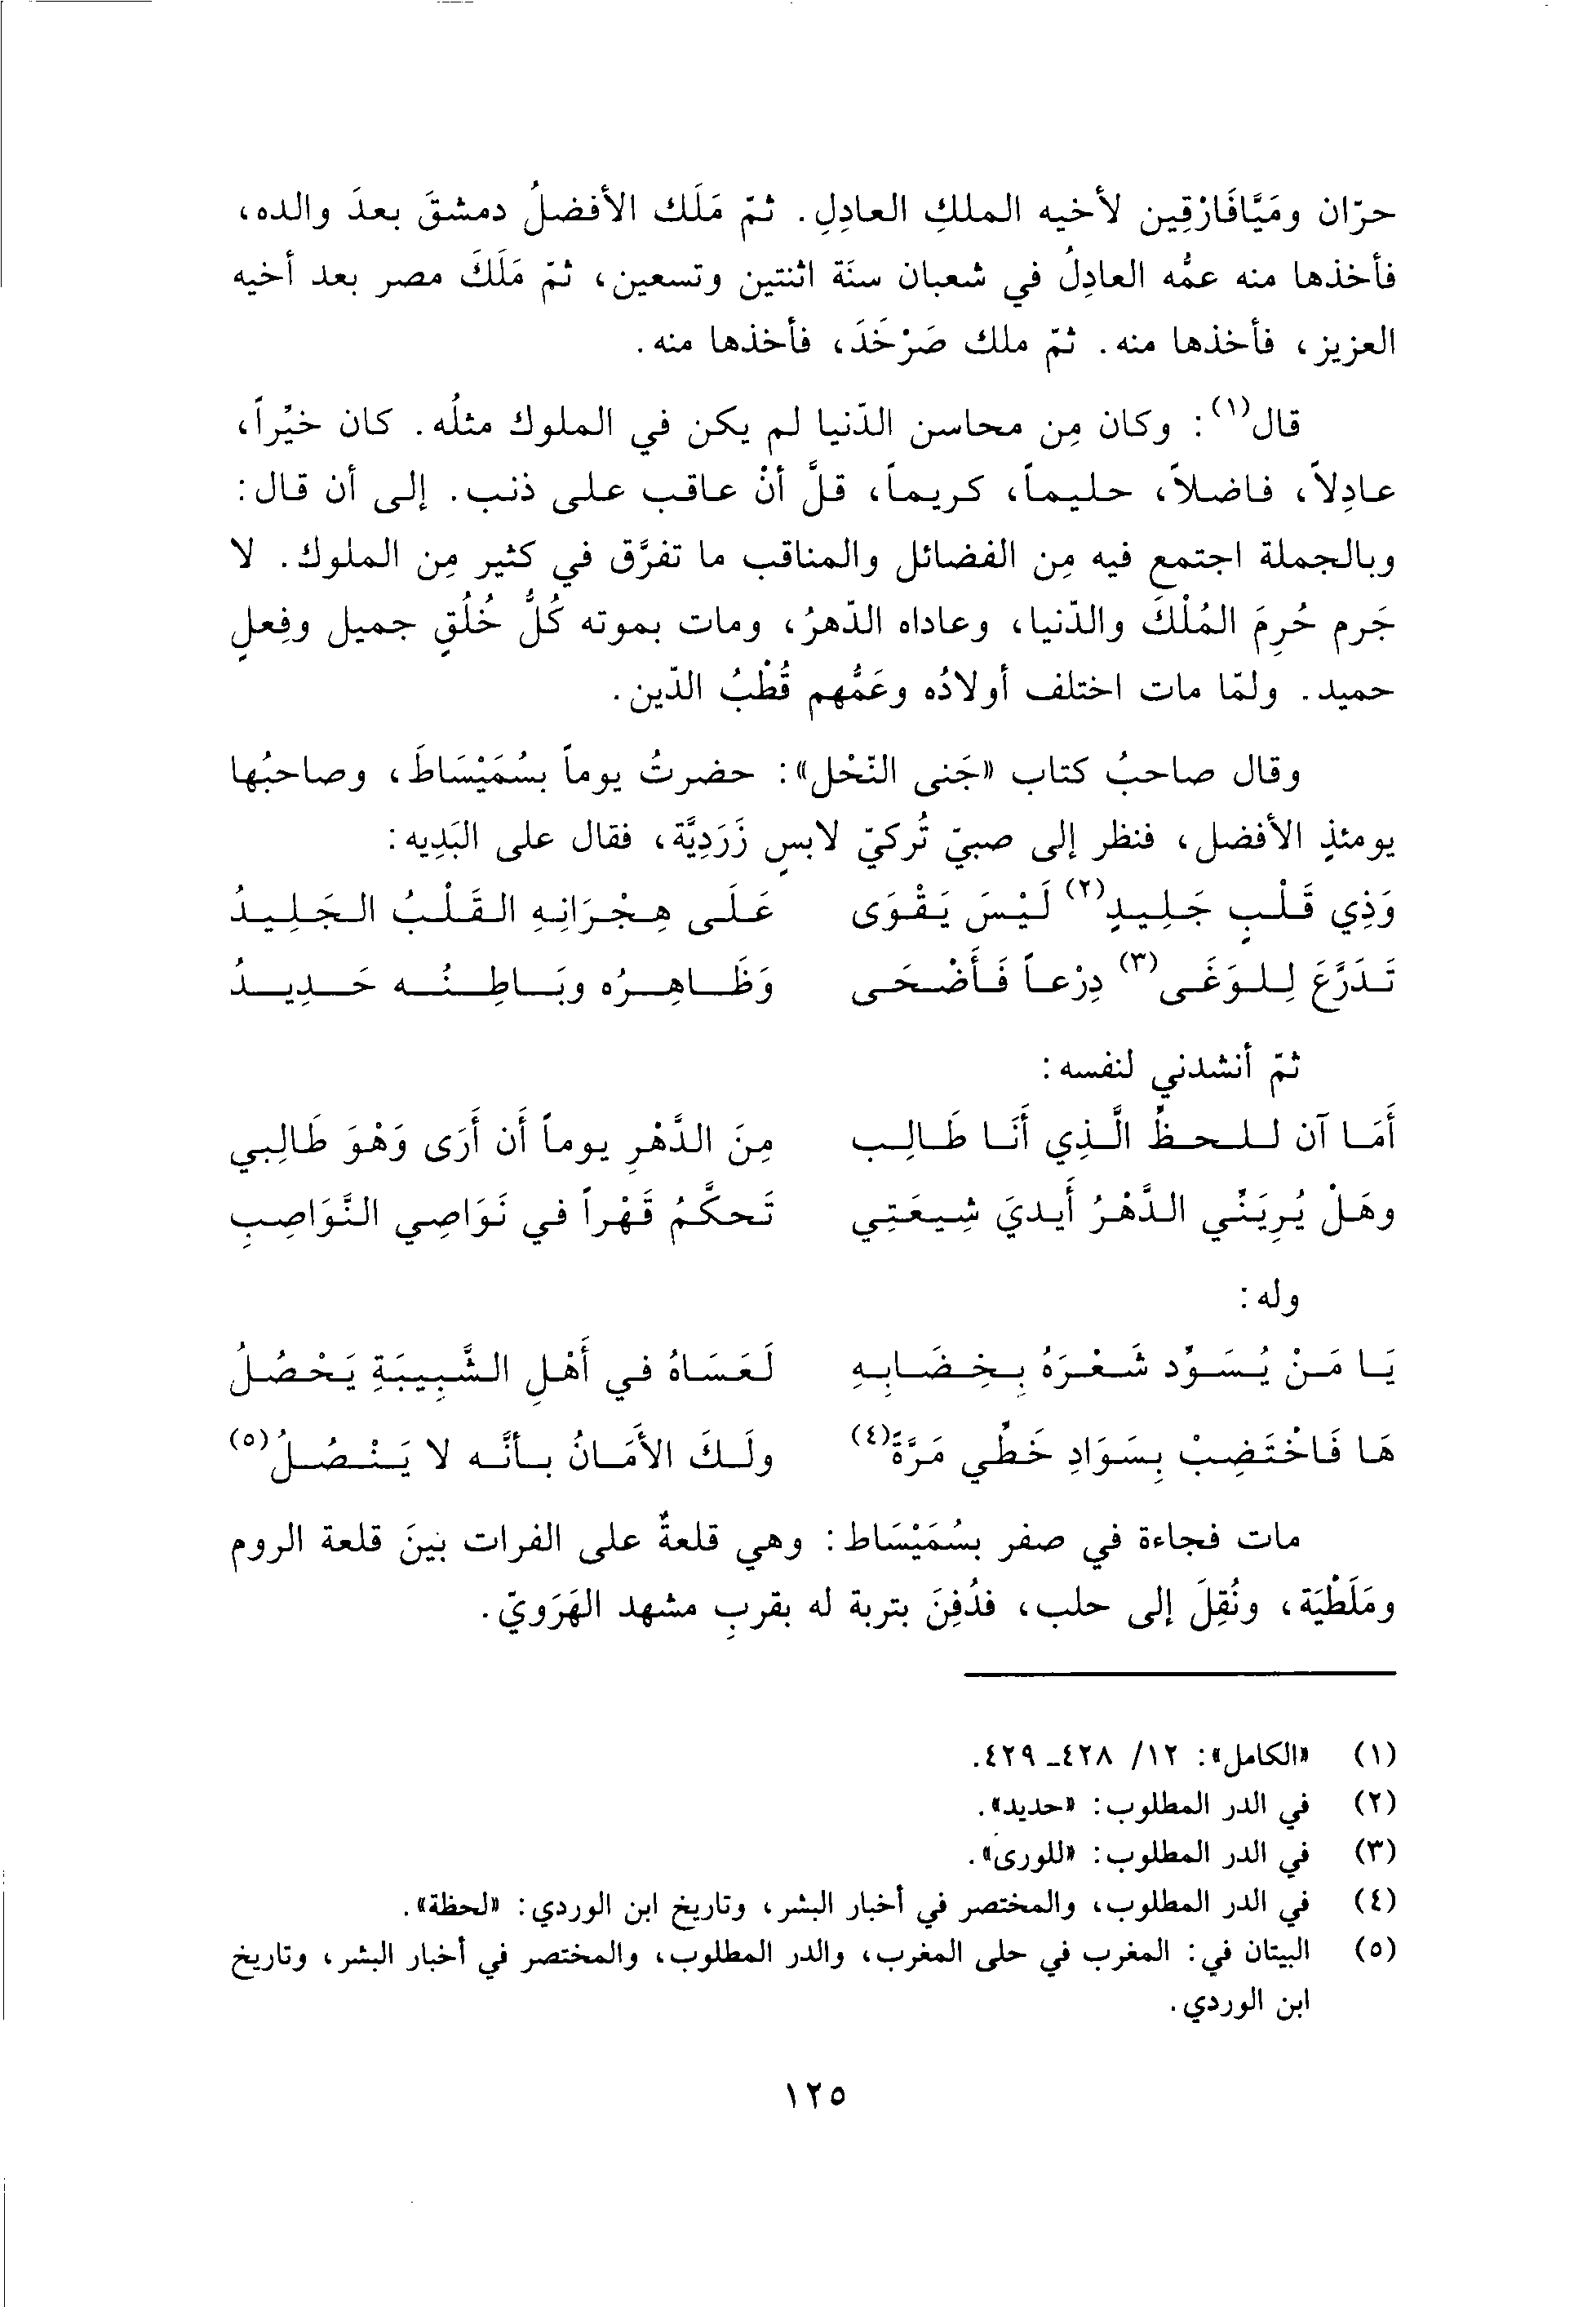 حرّان ومَيَّافَارْقِين لأخيه الملكِ العادِلِ. ثمّ مَلَك الأفضلُ دمشقَ بعدَ والده،
فأخذها منه عمُّه العادِلُ في شعبان سنَة اثنتين وتسعين، ثمّ مَلَكَ مصر بعد أخيه
العزيز، فأخذها منه. ثمّ ملك صَرْخَدَ، فأخذها منه.
قال(١): وكان مِن محاسن الدّنيا لم يكن في الملوك مثلُه. كان خيِّراً،
عادِلاً، فاضلاً، حليماً، كريماً، قلَّ أنْ عاقب على ذنب. إلى أن قال:
وبالجملة اجتمع فيه مِن الفضائل والمناقب ما تفرَّق في كثير مِن الملوك. لا
جَرم حُرِمَ المُلْكَ والدّنيا، وعاداه الدّهرُ، ومات بموته كُلُّ خُلُقٍ جميل وفِعلٍ
حميد. ولمّا مات اختلف أولادُه وعَمُّهم قُطْبُ الدّين.
وقال صاحبُ كتاب «جَنى النّحْل»: حضرتُ يوماً بسُمَيْسَاطَ، وصاحبُها
يومئذٍ الأفضل، فنظر إلى صبيّ تُركيّ لابسٍ زَرَدِيَّة، فقال على البَدِيه:
وَذِي قَلْبٍ جَلِيدٍ(٢) لَيْسَ يَقْوَى عَلَى هِجْرَانِهِ القَلْبُ الجَلِيدُ
تَدَرَّعَ لِلوَغَى(٣) دِرْعاً فَأَضْحَى وَظَاهِرُه وبَاطِنُه حَدِيدُ
ثمّ أنشدني لنفسه:
أَمَا آن للحظِّ الَّذِي أَنَا طَالِب مِنَ الدَّهْرِ يوماً أَن أَرَى وَهْوَ طَالِبي
وهَلْ يُرِيَنِّي الدَّهْرُ أَيديَ شِيعَتِي تَحكَّمُ قَهْراً في نَوَاصِي النَّوَاصِبِ
وله:
يَا مَنْ يُسَوِّد شَعْرَهُ بِخِضَابِهِ لَعَسَاهُ في أَهْلِ الشَّبِيبَةِ يَحْصُلُ
هَا فَاخْتَضِبْ بِسَوَادِ خَطِّي مَرَّةً(٤) ولَكَ الأَمَانُ بأنَّه لا يَنْصُلُ(٥)
مات فجاءة في صفر بسُمَيْسَاط: وهي قلعةٌ على الفرات بينَ قلعة الروم
ومَلَطْيَة، ونُقِلَ إلى حلب، فدُفِنَ بتربة له بقربِ مشهد الهَرَويّ.
(١) «الكامل»: ١٢/ ٤٢٨ـ ٤٢٩.
(٢) في الدر المطلوب: «حديد».
(٣) في الدر المطلوب: «للورى».
(٤) في الدر المطلوب، والمختصر في أخبار البشر، وتاريخ ابن الوردي: «لحظة».
(٥) البيتان في: المغرب في حلى المغرب، والدر المطلوب، والمختصر في أخبار البشر، وتاريخ
ابن الوردي.
١٢٥